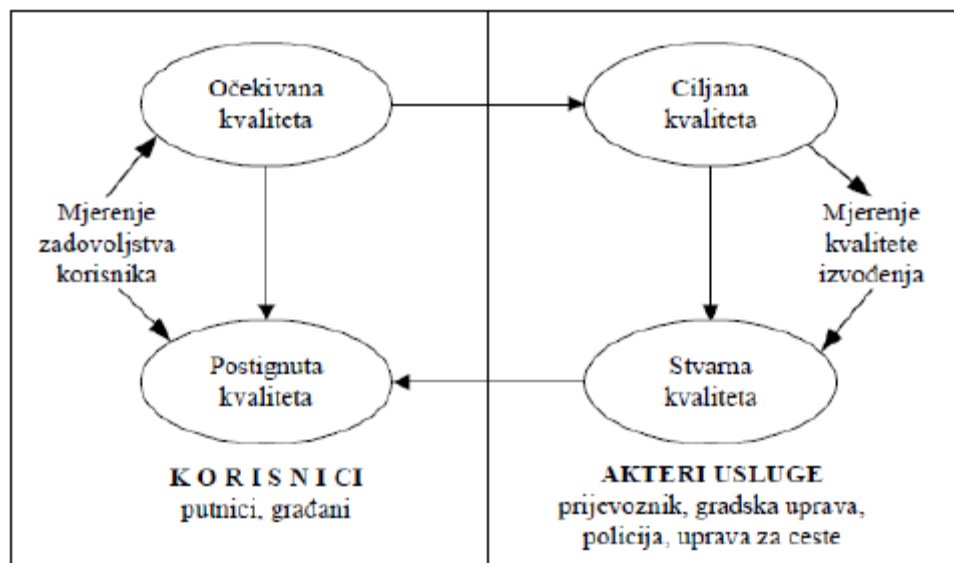 Očekivana
kvaliteta
Ciljana
kvaliteta
Mjerenje
zadovoljstva
korisnika
Mjerenje
kvalitete
izvođenja
Postignuta
kvaliteta
Stvarna
kvaliteta
K O R I S N I C I
putnici, građani
AKTERI USLUGE
prijevoznik, gradska uprava,
policija, uprava za ceste